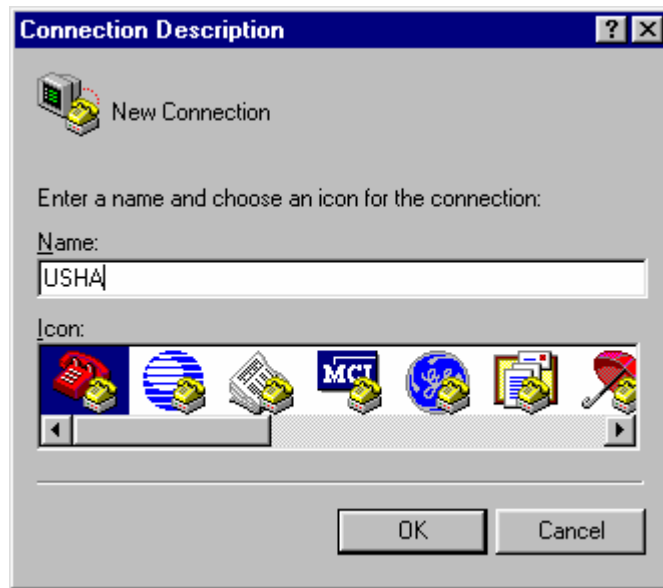 Connection Description
New Connection
Enter a name and choose an icon for the connection:
Name:
USHA
Icon:
MCI
OK Cancel